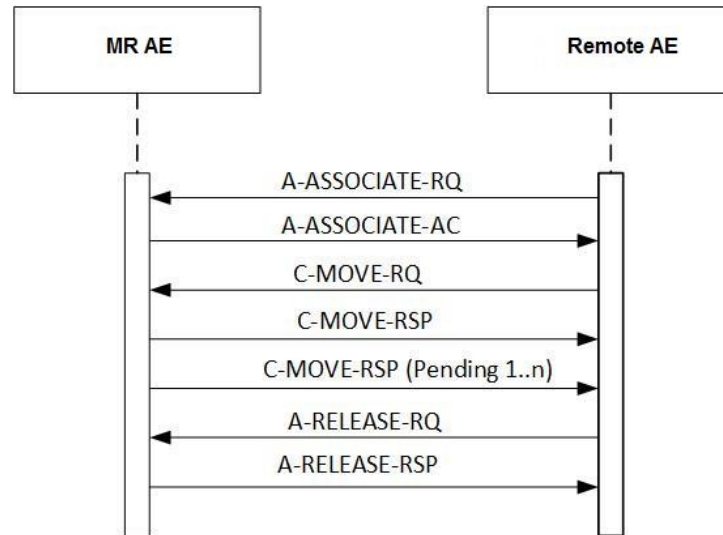 MR AE
Remote AE
A-ASSOCIATE-RQ
A-ASSOCIATE-AC
C-MOVE-RQ
C-MOVE-RSP
C-MOVE-RSP (Pending 1..n)
A-RELEASE-RQ
A-RELEASE-RSP